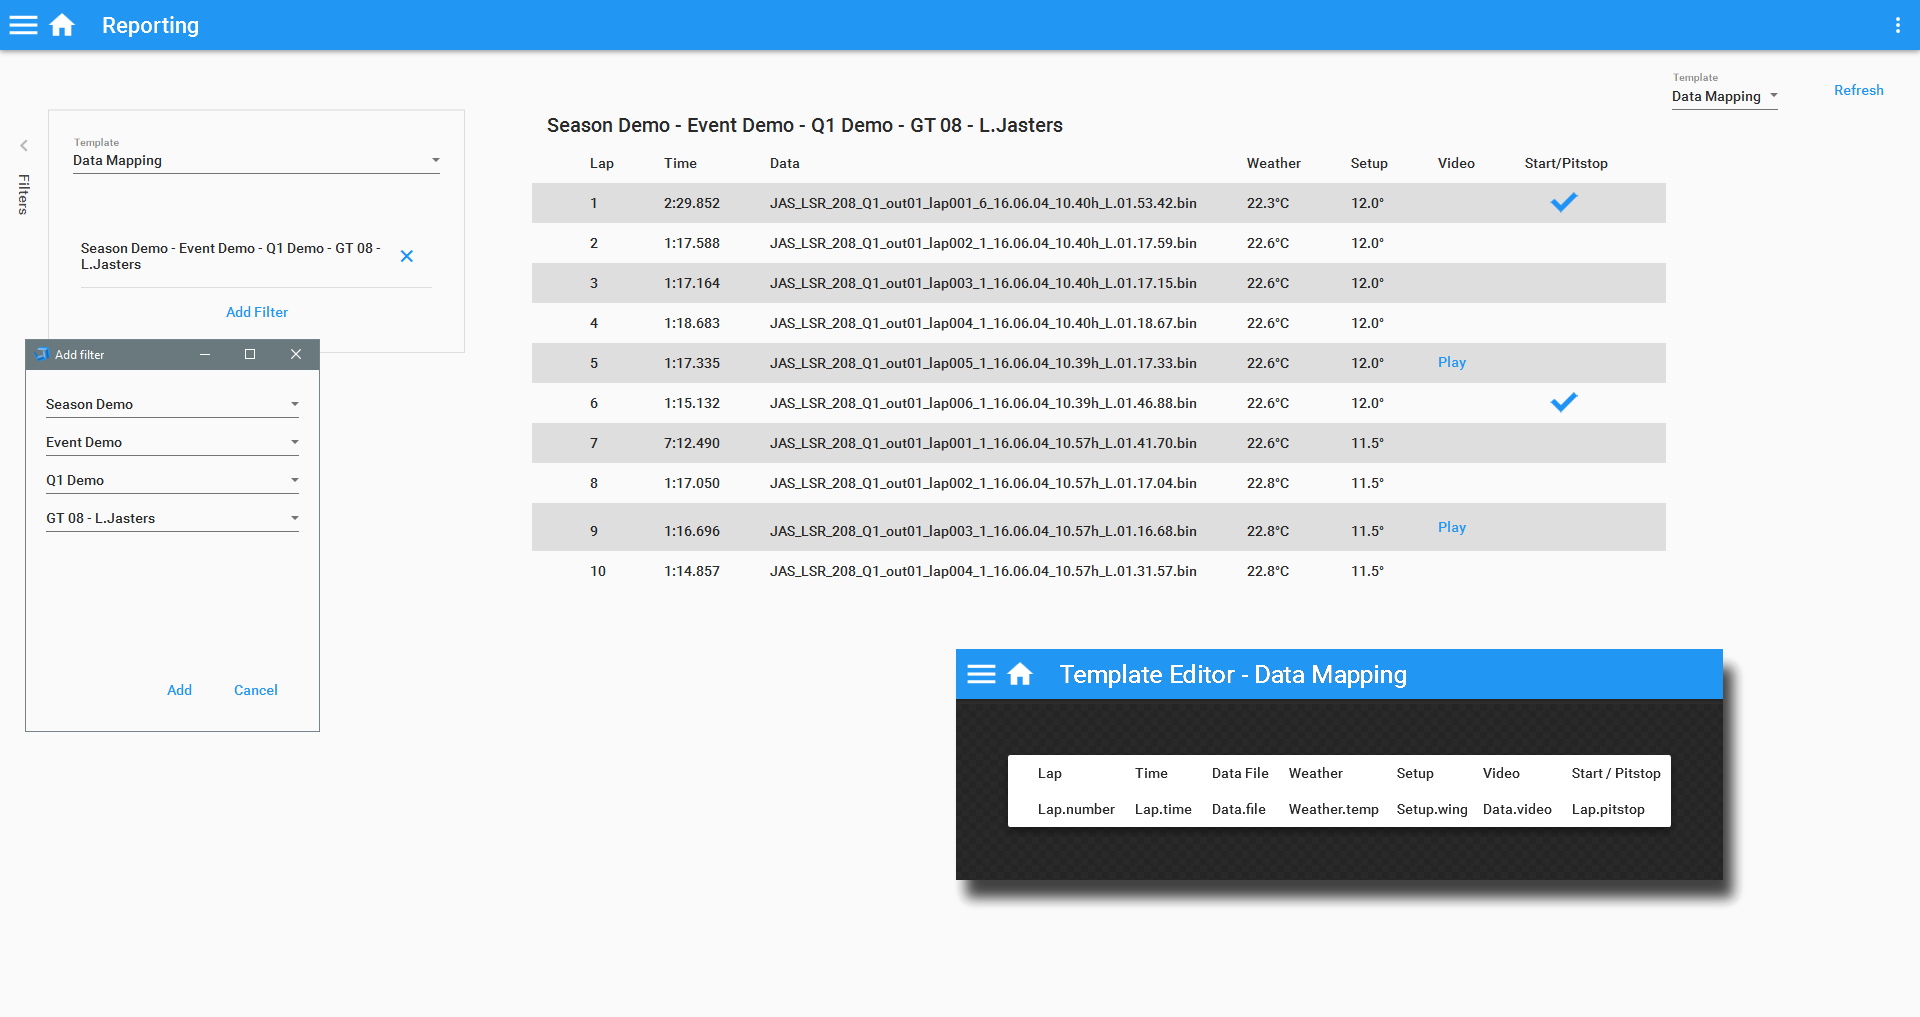 Reporting
Template
Data Mapping
Refresh
Filters
Template
Data Mapping
Season Demo - Event Demo - Q1 Demo - GT 08 -
L.Jasters
Add Filter
Add filter
Season Demo
Event Demo
Q1 Demo
GT 08 - L.Jasters
Add Cancel
Season Demo - Event Demo - Q1 Demo - GT 08 - L.Jasters
Lap Time Data Weather Setup Video Start/Pitstop
1 2:29.852 JAS_LSR_208_Q1_out01_lap001_6_16.06.04_10.40h_L.01.53.42.bin 22.3°C 12.0°
2 1:17.588 JAS_LSR_208_Q1_out01_lap002_1_16.06.04_10.40h_L.01.17.59.bin 22.6°C 12.0°
3 1:17.164 JAS_LSR_208_Q1_out01_lap003_1_16.06.04_10.40h_L.01.17.15.bin 22.6°C 12.0°
4 1:18.683 JAS_LSR_208_Q1_out01_lap004_1_16.06.04_10.40h_L.01.18.67.bin 22.6°C 12.0°
5 1:17.335 JAS_LSR_208_Q1_out01_lap005_1_16.06.04_10.39h_L.01.17.33.bin 22.6°C 12.0° Play
6 1:15.132 JAS_LSR_208_Q1_out01_lap006_1_16.06.04_10.39h_L.01.46.88.bin 22.6°C 12.0°
7 7:12.490 JAS_LSR_208_Q1_out01_lap001_1_16.06.04_10.57h_L.01.41.70.bin 22.6°C 11.5°
8 1:17.050 JAS_LSR_208_Q1_out01_lap002_1_16.06.04_10.57h_L.01.17.04.bin 22.8°C 11.5°
9 1:16.696 JAS_LSR_208_Q1_out01_lap003_1_16.06.04_10.57h_L.01.16.68.bin 22.8°C 11.5° Play
10 1:14.857 JAS_LSR_208_Q1_out01_lap004_1_16.06.04_10.57h_L.01.31.57.bin 22.8°C 11.5°
Template Editor - Data Mapping
Lap Time Data File Weather Setup Video Start / Pitstop
Lap.number Lap.time Data.file Weather.temp Setup.wing Data.video Lap.pitstop